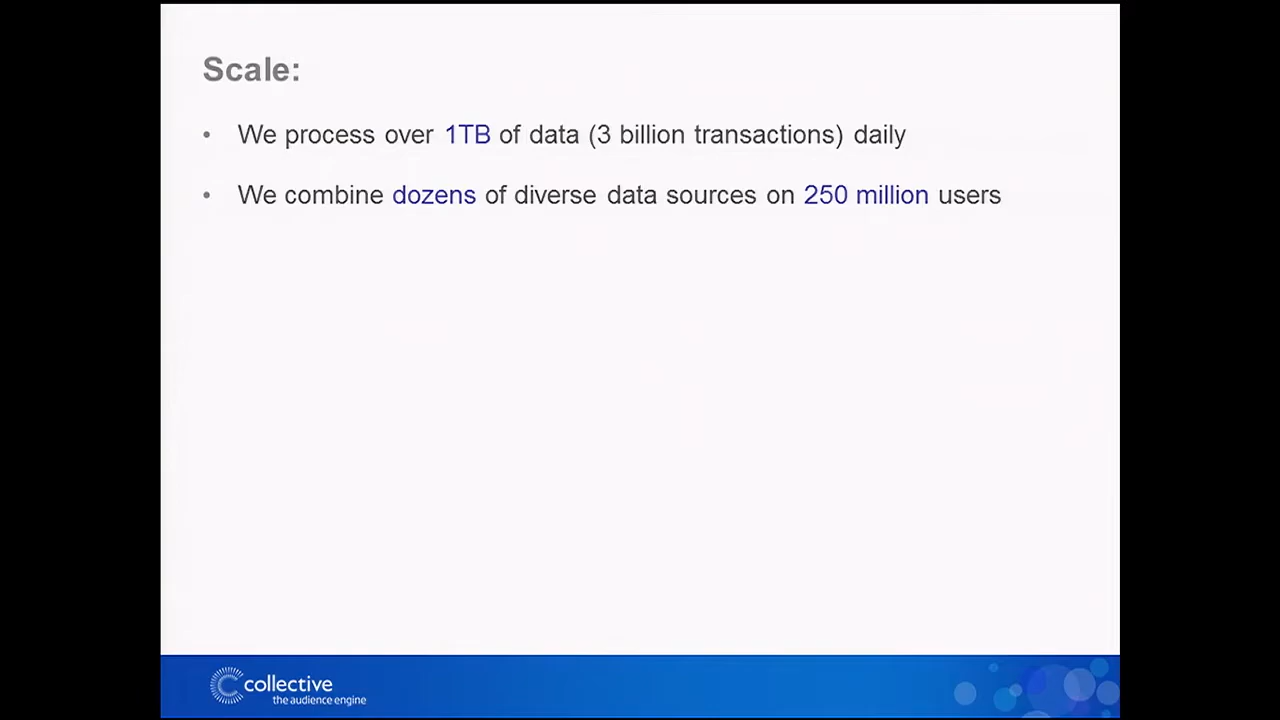 Scale:
• We process over 1TB of data (3 billion transactions) daily
• We combine dozens of diverse data sources on 250 million users
collective
the audience engine